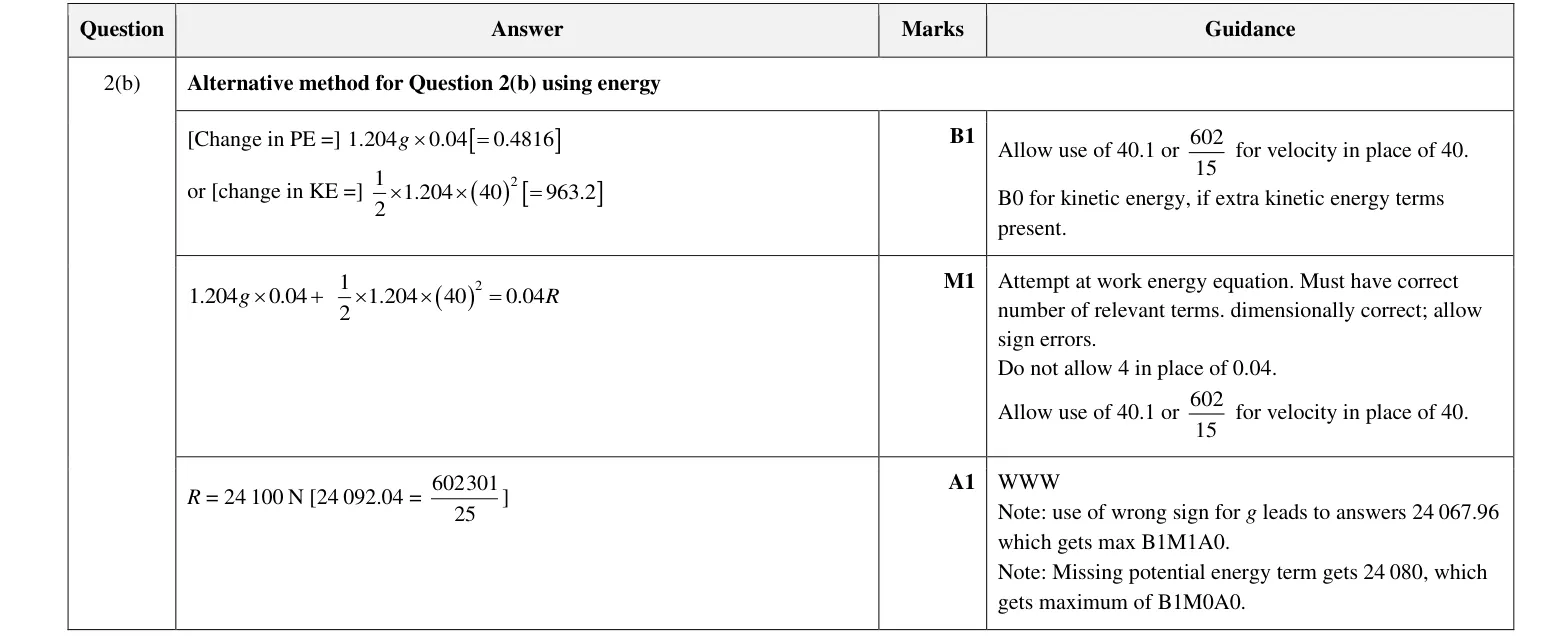 Question Answer Marks Guidance
2(b) Alternative method for Question 2(b) using energy
[Change in PE =] 1.204g × 0.04[= 0.4816]
or [change in KE =] 1/2 × 1.204 × (40)² [= 963.2]
B1
Allow use of 40.1 or 602/15 for velocity in place of 40.
B0 for kinetic energy, if extra kinetic energy terms
present.
1.204g × 0.04 + 1/2 × 1.204 × (40)² = 0.04R
M1
Attempt at work energy equation. Must have correct
number of relevant terms. dimensionally correct; allow
sign errors.
Do not allow 4 in place of 0.04.
Allow use of 40.1 or 602/15 for velocity in place of 40.
R = 24 100 N [24 092.04 = 602301/25 ]
A1
WWW
Note: use of wrong sign for g leads to answers 24 067.96
which gets max B1M1A0.
Note: Missing potential energy term gets 24 080, which
gets maximum of B1M0A0.